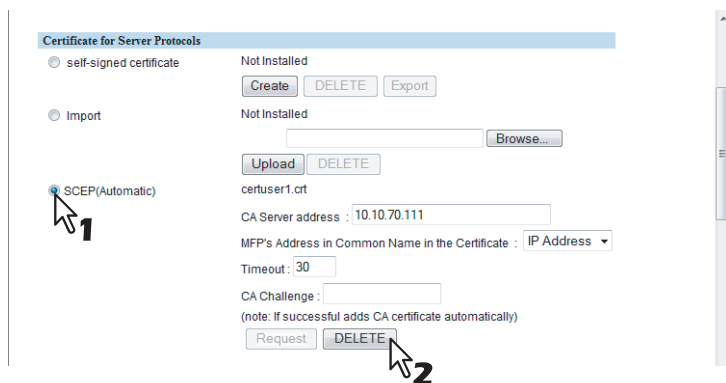 Certificate for Server Protocols
self-signed certificate Not Installed
Create DELETE Export
Import Not Installed
Browse...
Upload DELETE
SCEP(Automatic) certuser1.crt
1
CA Server address : 10.10.70.111
MFP's Address in Common Name in the Certificate : IP Address
Timeout : 30
CA Challenge :
(note: If successful adds CA certificate automatically)
Request DELETE
2